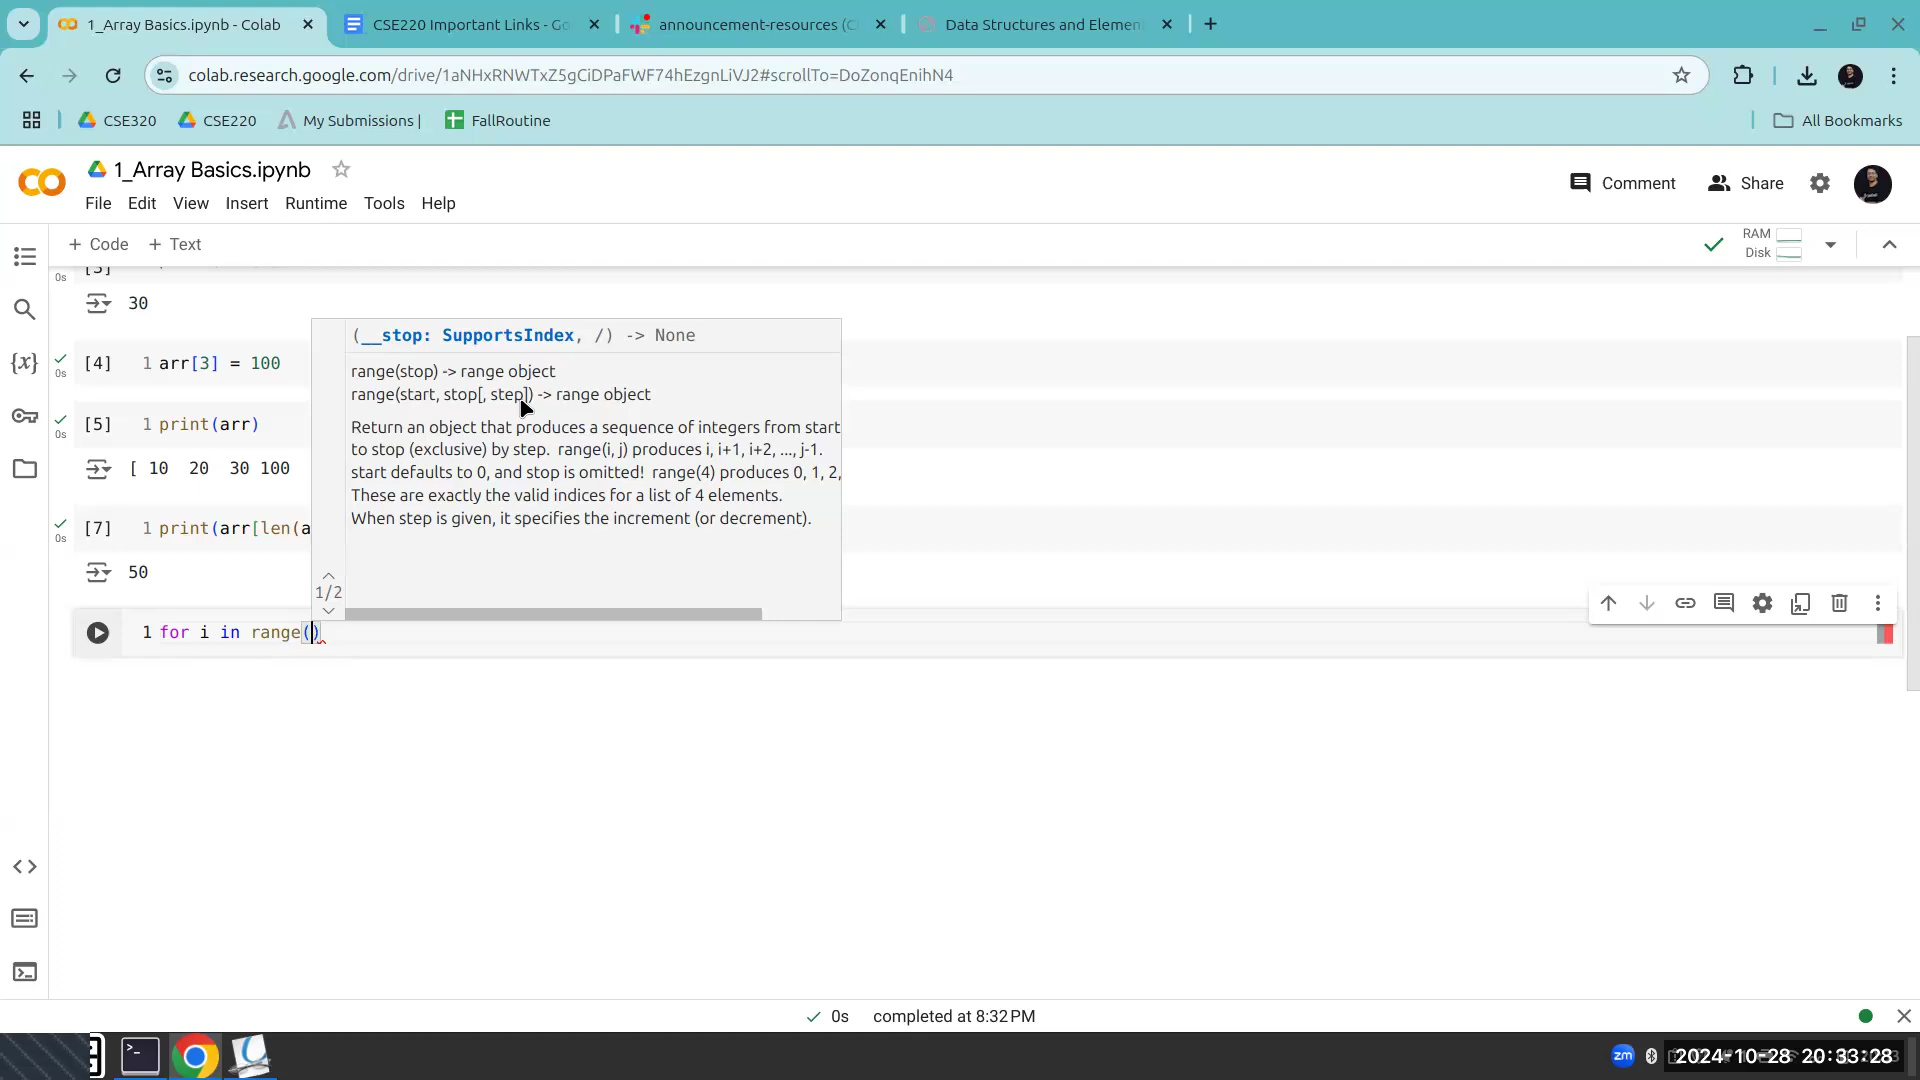 1_Array Basics.ipynb - Colab
CSE220 Important Links - Go
announcement-resources (C
Data Structures and Elemen
colab.research.google.com/drive/1aNHxRNWTxZ5gCiDPaFWF74hEzgnLiVJ2#scrollTo=DoZonqEnihN4
CSE320
CSE220
My Submissions |
FallRoutine
All Bookmarks
1_Array Basics.ipynb
Comment
Share
File Edit View Insert Runtime Tools Help
+ Code + Text
RAM
Disk
0s [3]
30
0s [4] 1 arr[3] = 100
0s [5] 1 print(arr)
[ 10 20 30 100
0s [7] 1 print(arr[len(a
50
(__stop: SupportsIndex, /) -> None
range(stop) -> range object
range(start, stop[, step]) -> range object
Return an object that produces a sequence of integers from start
to stop (exclusive) by step. range(i, j) produces i, i+1, i+2, ..., j-1.
start defaults to 0, and stop is omitted! range(4) produces 0, 1, 2,
These are exactly the valid indices for a list of 4 elements.
When step is given, it specifies the increment (or decrement).
1/2
1 for i in range()
0s completed at 8:32 PM
zm
2024-10-28 20:33:28